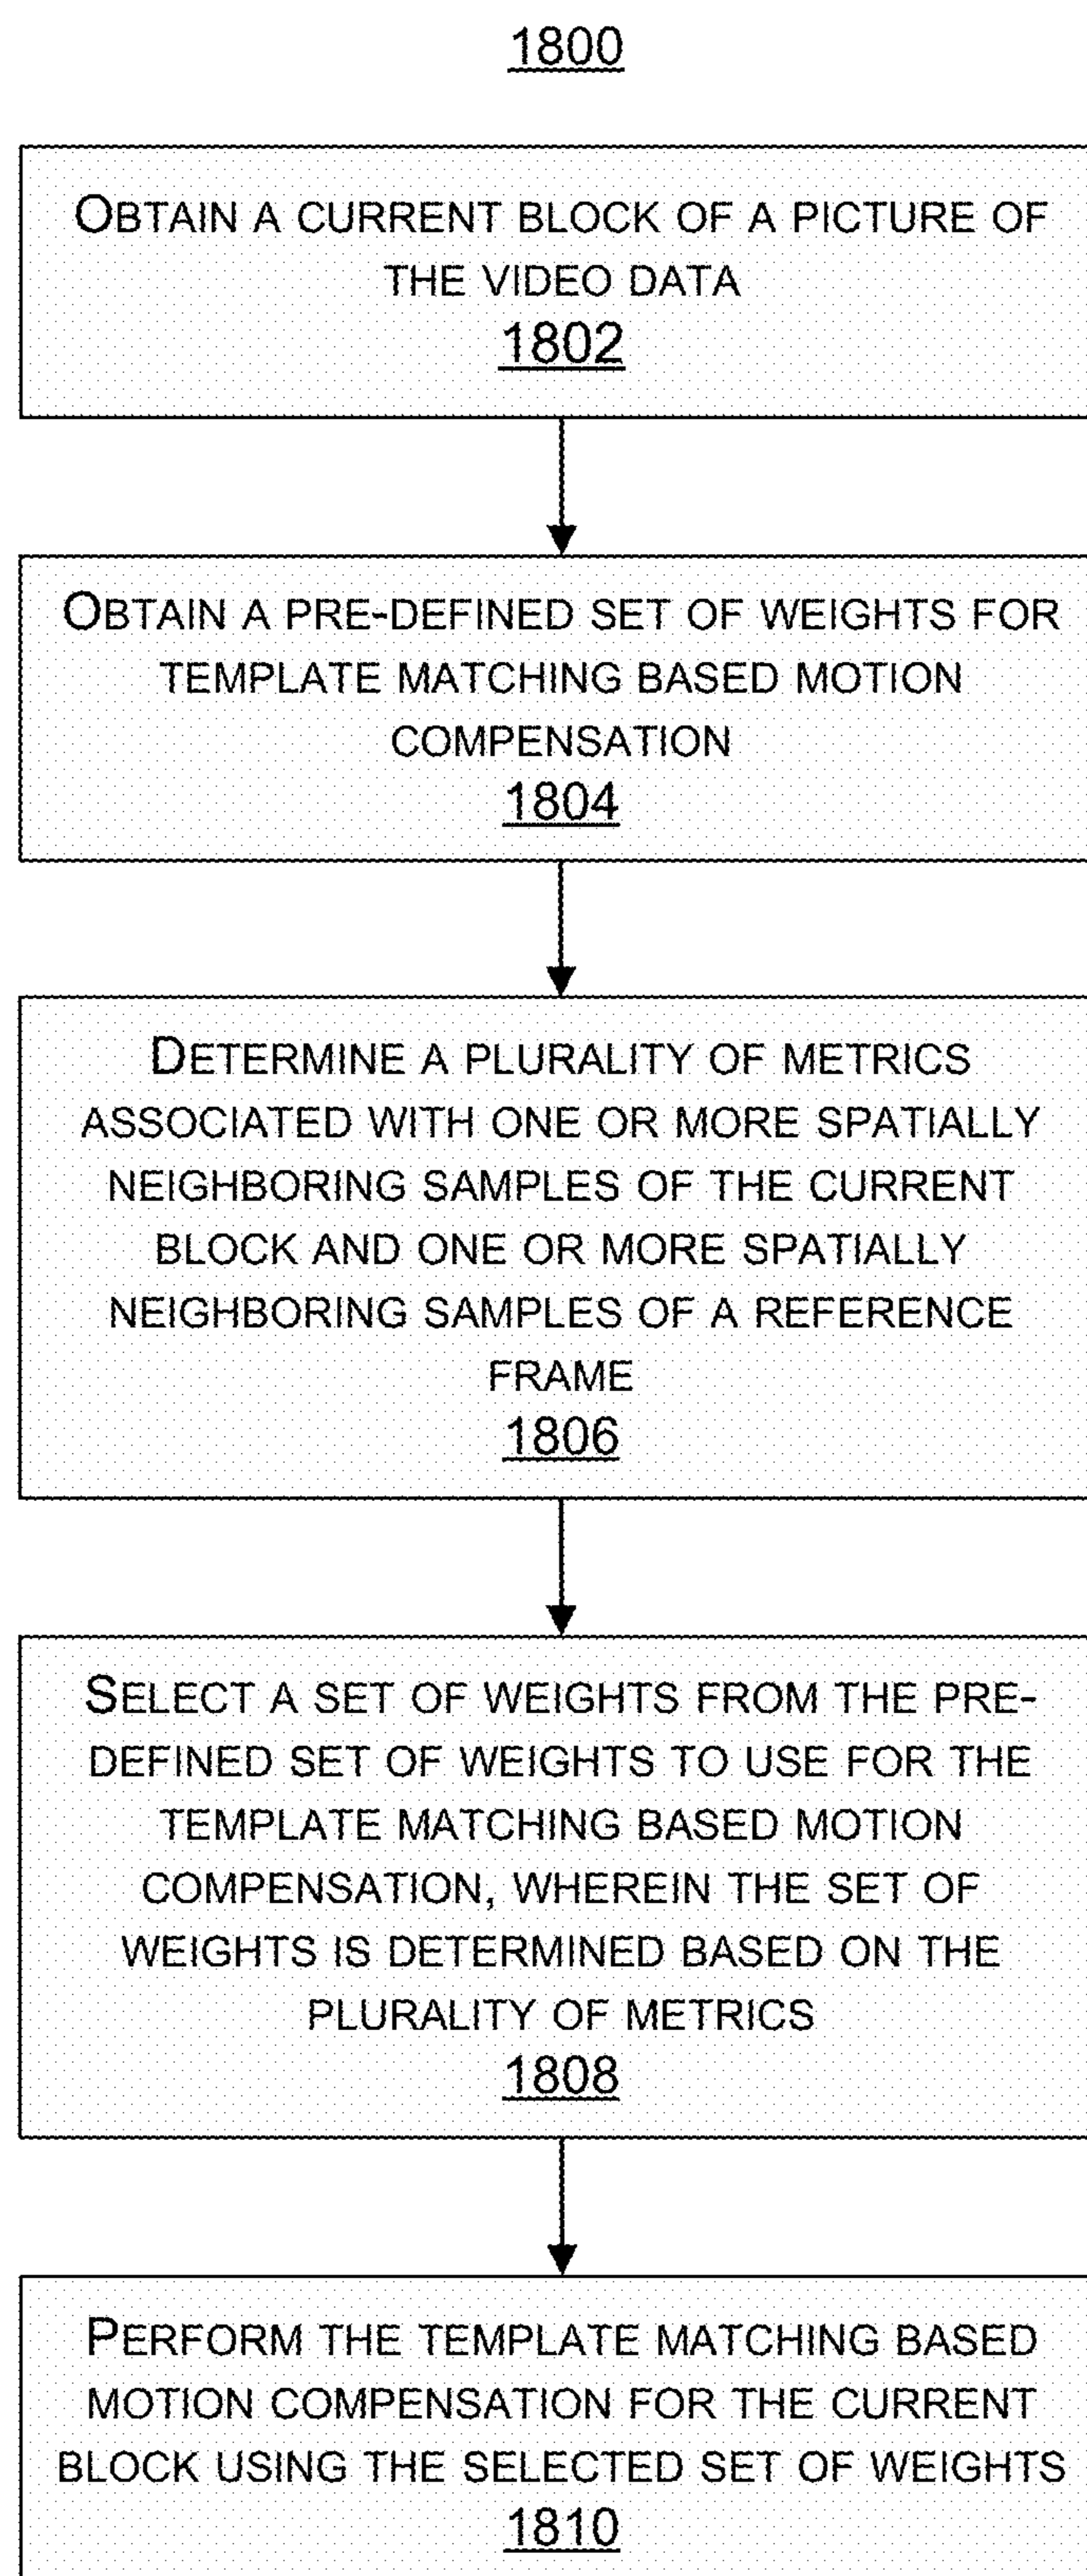 1800
OBTAIN A CURRENT BLOCK OF A PICTURE OF
THE VIDEO DATA
1802
OBTAIN A PRE-DEFINED SET OF WEIGHTS FOR
TEMPLATE MATCHING BASED MOTION
COMPENSATION
1804
DETERMINE A PLURALITY OF METRICS
ASSOCIATED WITH ONE OR MORE SPATIALLY
NEIGHBORING SAMPLES OF THE CURRENT
BLOCK AND ONE OR MORE SPATIALLY
NEIGHBORING SAMPLES OF A REFERENCE
FRAME
1806
SELECT A SET OF WEIGHTS FROM THE PRE-
DEFINED SET OF WEIGHTS TO USE FOR THE
TEMPLATE MATCHING BASED MOTION
COMPENSATION, WHEREIN THE SET OF
WEIGHTS IS DETERMINED BASED ON THE
PLURALITY OF METRICS
1808
PERFORM THE TEMPLATE MATCHING BASED
MOTION COMPENSATION FOR THE CURRENT
BLOCK USING THE SELECTED SET OF WEIGHTS
1810